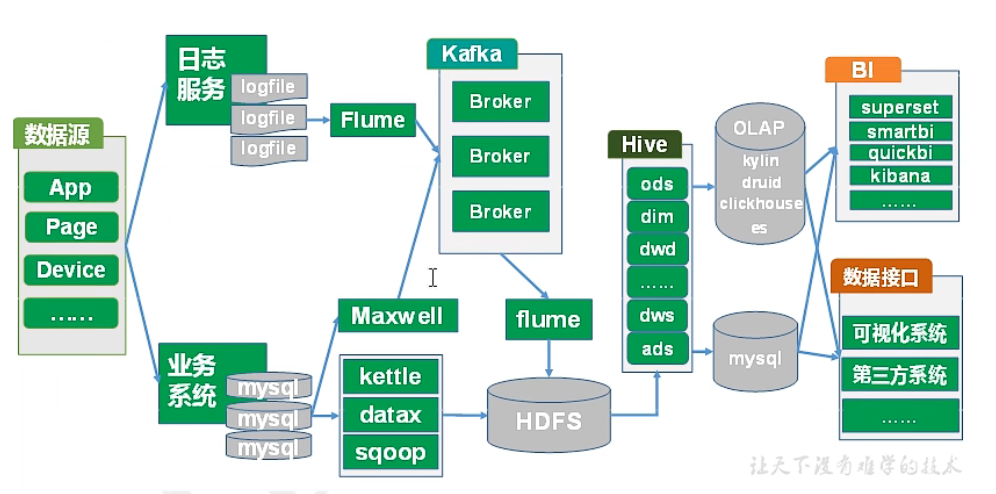 数据源
App
Page
Device
……
日志
服务
logfile
logfile
logfile
Flume
Kafka
Broker
Broker
Broker
业务
系统
mysql
mysql
mysql
Maxwell
kettle
datax
sqoop
flume
HDFS
Hive
ods
dim
dwd
……
dws
ads
OLAP
kylin
druid
clickhouse
es
mysql
BI
superset
smartbi
quickbi
kibana
……
数据接口
可视化系统
第三方系统
……
让天下没有难学的技术